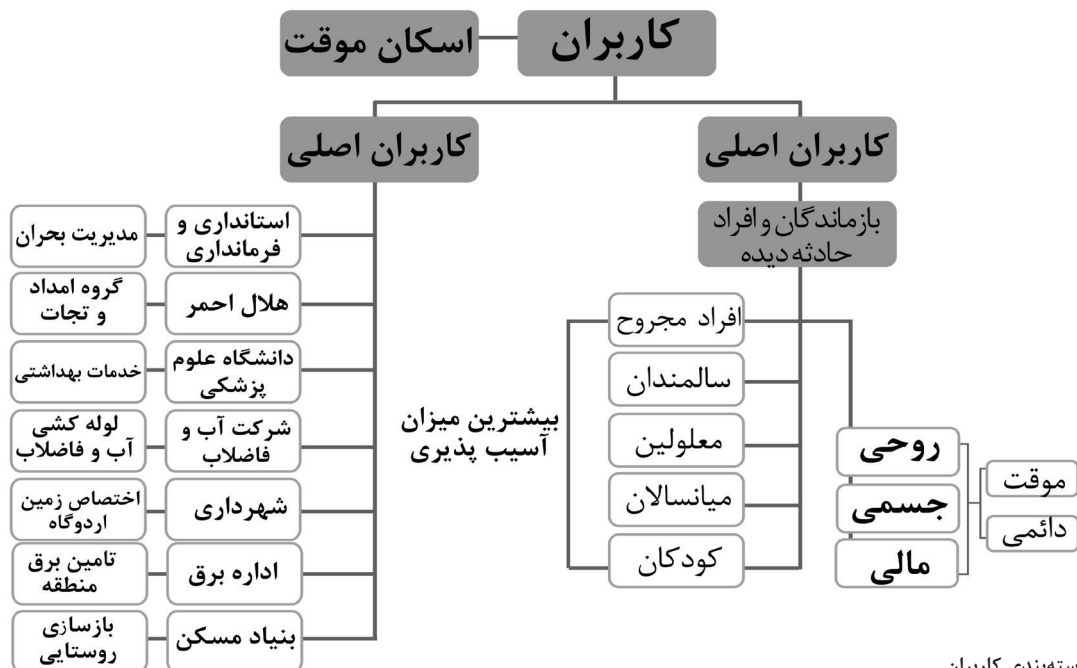 کاربران
اسکان موقت
کاربران اصلی
بازماندگان و افراد
حادثه دیده
افراد مجروح
سالمندان
معلولین
میانسالان
کودکان
بیشترین میزان
آسیب پذیری
روحی
جسمی
مالی
موقت
دائمی
کاربران اصلی
استانداری و
فرمانداری
مدیریت بحران
هلال احمر
گروه امداد
و تجات
دانشگاه علوم
پزشکی
خدمات بهداشتی
شرکت آب و
فاضلاب
لوله کشی
آب و فاضلاب
شهرداری
اختصاص زمین
اردوگاه
اداره برق
تامین برق
منطقه
بنیاد مسکن
بازسازی
روستایی
کاربران